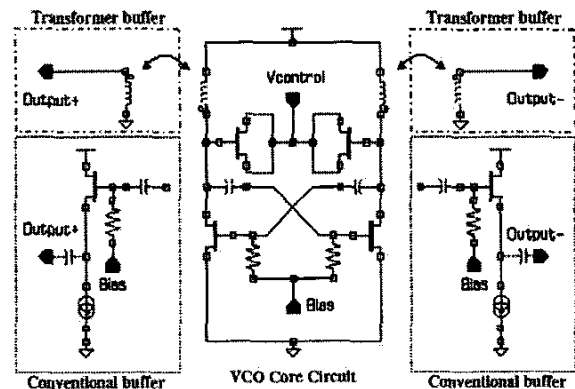 Transformer buffer
Transformer buffer
Vcontrol
Output+
Output-
Output+
Output-
Bias
Bias
Bias
Conventional buffer
VCO Core Circuit
Conventional buffer